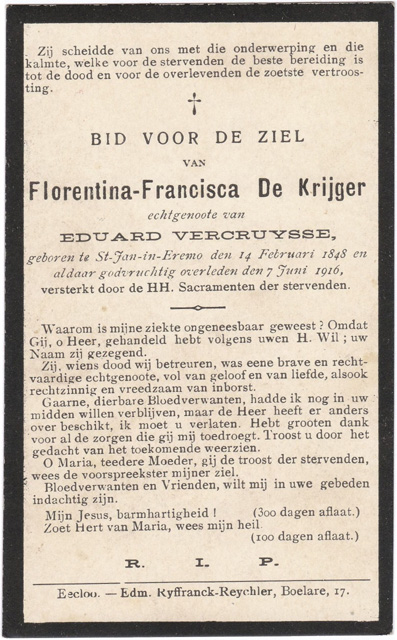 Zij scheidde van ons met die onderwerping en die
kalmte, welke voor de stervenden de beste bereiding is
tot de dood en voor de overlevenden de zoetste vertroos-
ting.
BID VOOR DE ZIEL
VAN
Florentina-Francisca De Krijger
echtgenoote van
EDUARD VERCRUYSSE,
geboren te St-Jan-in-Eremo den 14 Februari 1848 en
aldaar godvruchtig overleden den 7 Juni 1916,
versterkt door de HH. Sacramenten der stervenden.
Waarom is mijne ziekte ongeneesbaar geweest ? Omdat
Gij, o Heer, gehandeld hebt volgens uwen H. Wil ; uw
Naam zij gezegend.
Zij, wiens dood wij betreuren, was eene brave en recht-
vaardige echtgenoote, vol van geloof en van liefde, alsook
rechtzinnig en vreedzaam van inborst.
Gaarne, dierbare Bloedverwanten, hadde ik nog in uw
midden willen verblijven, maar de Heer heeft er anders
over beschikt, ik moet u verlaten. Hebt grooten dank
voor al de zorgen die gij mij toedroegt. Troost u door het
gedacht van het toekomende weerzien.
O Maria, teedere Moeder, gij de troost der stervenden,
wees de voorspreekster mijner ziel.
Bloedverwanten en Vrienden, wilt mij in uwe gebeden
indachtig zijn.
Mijn Jesus, barmhartigheid ! (300 dagen aflaat.)
Zoet Hert van Maria, wees mijn heil
(100 dagen aflaat.)
R. I. P.
Eecloo. — Edm. Ryffranck-Reychler, Boelare, 17.